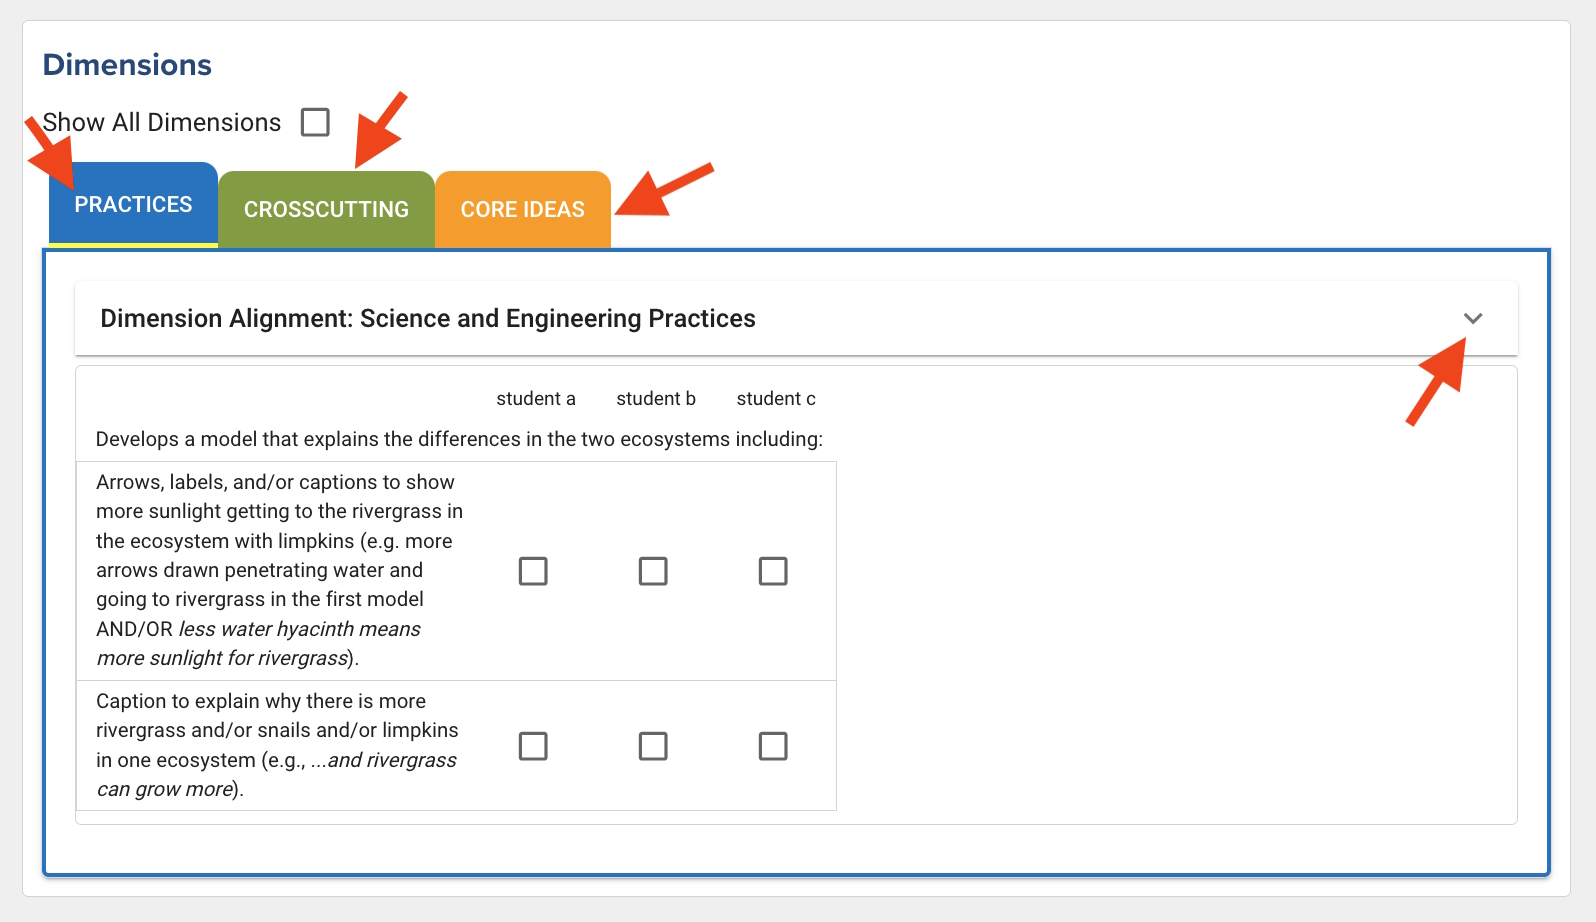 Dimensions
Show All Dimensions
PRACTICES
CROSSCUTTING
CORE IDEAS
Dimension Alignment: Science and Engineering Practices
student a student b student c
Develops a model that explains the differences in the two ecosystems including:
Arrows, labels, and/or captions to show
more sunlight getting to the rivergrass in
the ecosystem with limpkins (e.g. more
arrows drawn penetrating water and
going to rivergrass in the first model
AND/OR less water hyacinth means
more sunlight for rivergrass).
Caption to explain why there is more
rivergrass and/or snails and/or limpkins
in one ecosystem (e.g., ...and rivergrass
can grow more).